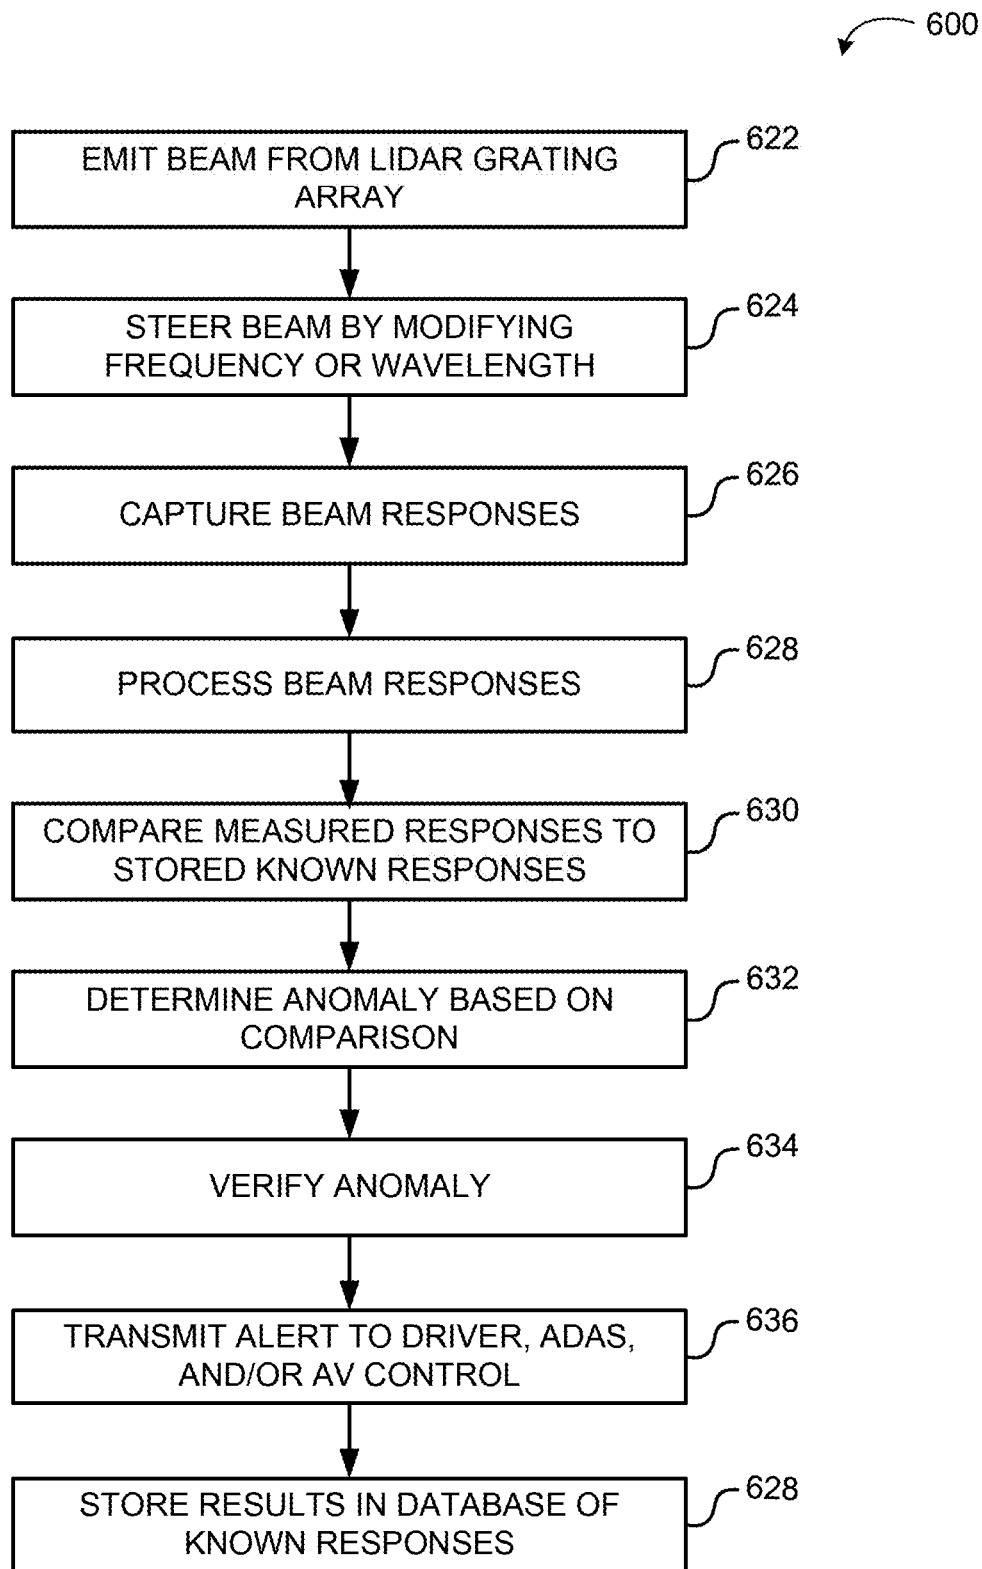 600
EMIT BEAM FROM LIDAR GRATING
ARRAY
622
STEER BEAM BY MODIFYING
FREQUENCY OR WAVELENGTH
624
CAPTURE BEAM RESPONSES
626
PROCESS BEAM RESPONSES
628
COMPARE MEASURED RESPONSES TO
STORED KNOWN RESPONSES
630
DETERMINE ANOMALY BASED ON
COMPARISON
632
VERIFY ANOMALY
634
TRANSMIT ALERT TO DRIVER, ADAS,
AND/OR AV CONTROL
636
STORE RESULTS IN DATABASE OF
KNOWN RESPONSES
628